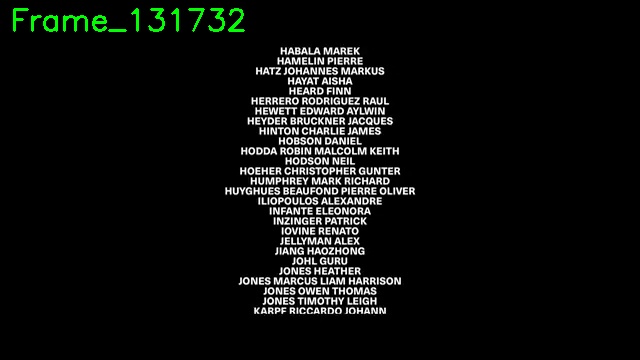 Frame_131732
HABALA MAREK
HAMELIN PIERRE
HATZ JOHANNES MARKUS
HAYAT AISHA
HEARD FINN
HERRERO RODRIGUEZ RAUL
HEWETT EDWARD AYLWIN
HEYDER BRUCKNER JACQUES
HINTON CHARLIE JAMES
HOBSON DANIEL
HODDA ROBIN MALCOLM KEITH
HODSON NEIL
HOEHER CHRISTOPHER GUNTER
HUMPHREY MARK RICHARD
HUYGHUES BEAUFOND PIERRE OLIVER
ILIOPOULOS ALEXANDRE
INFANTE ELEONORA
INZINGER PATRICK
IOVINE RENATO
JELLYMAN ALEX
JIANG HAOZHONG
JOHL GURU
JONES HEATHER
JONES MARCUS LIAM HARRISON
JONES OWEN THOMAS
JONES TIMOTHY LEIGH
KARPF RICCARDO JOHANN